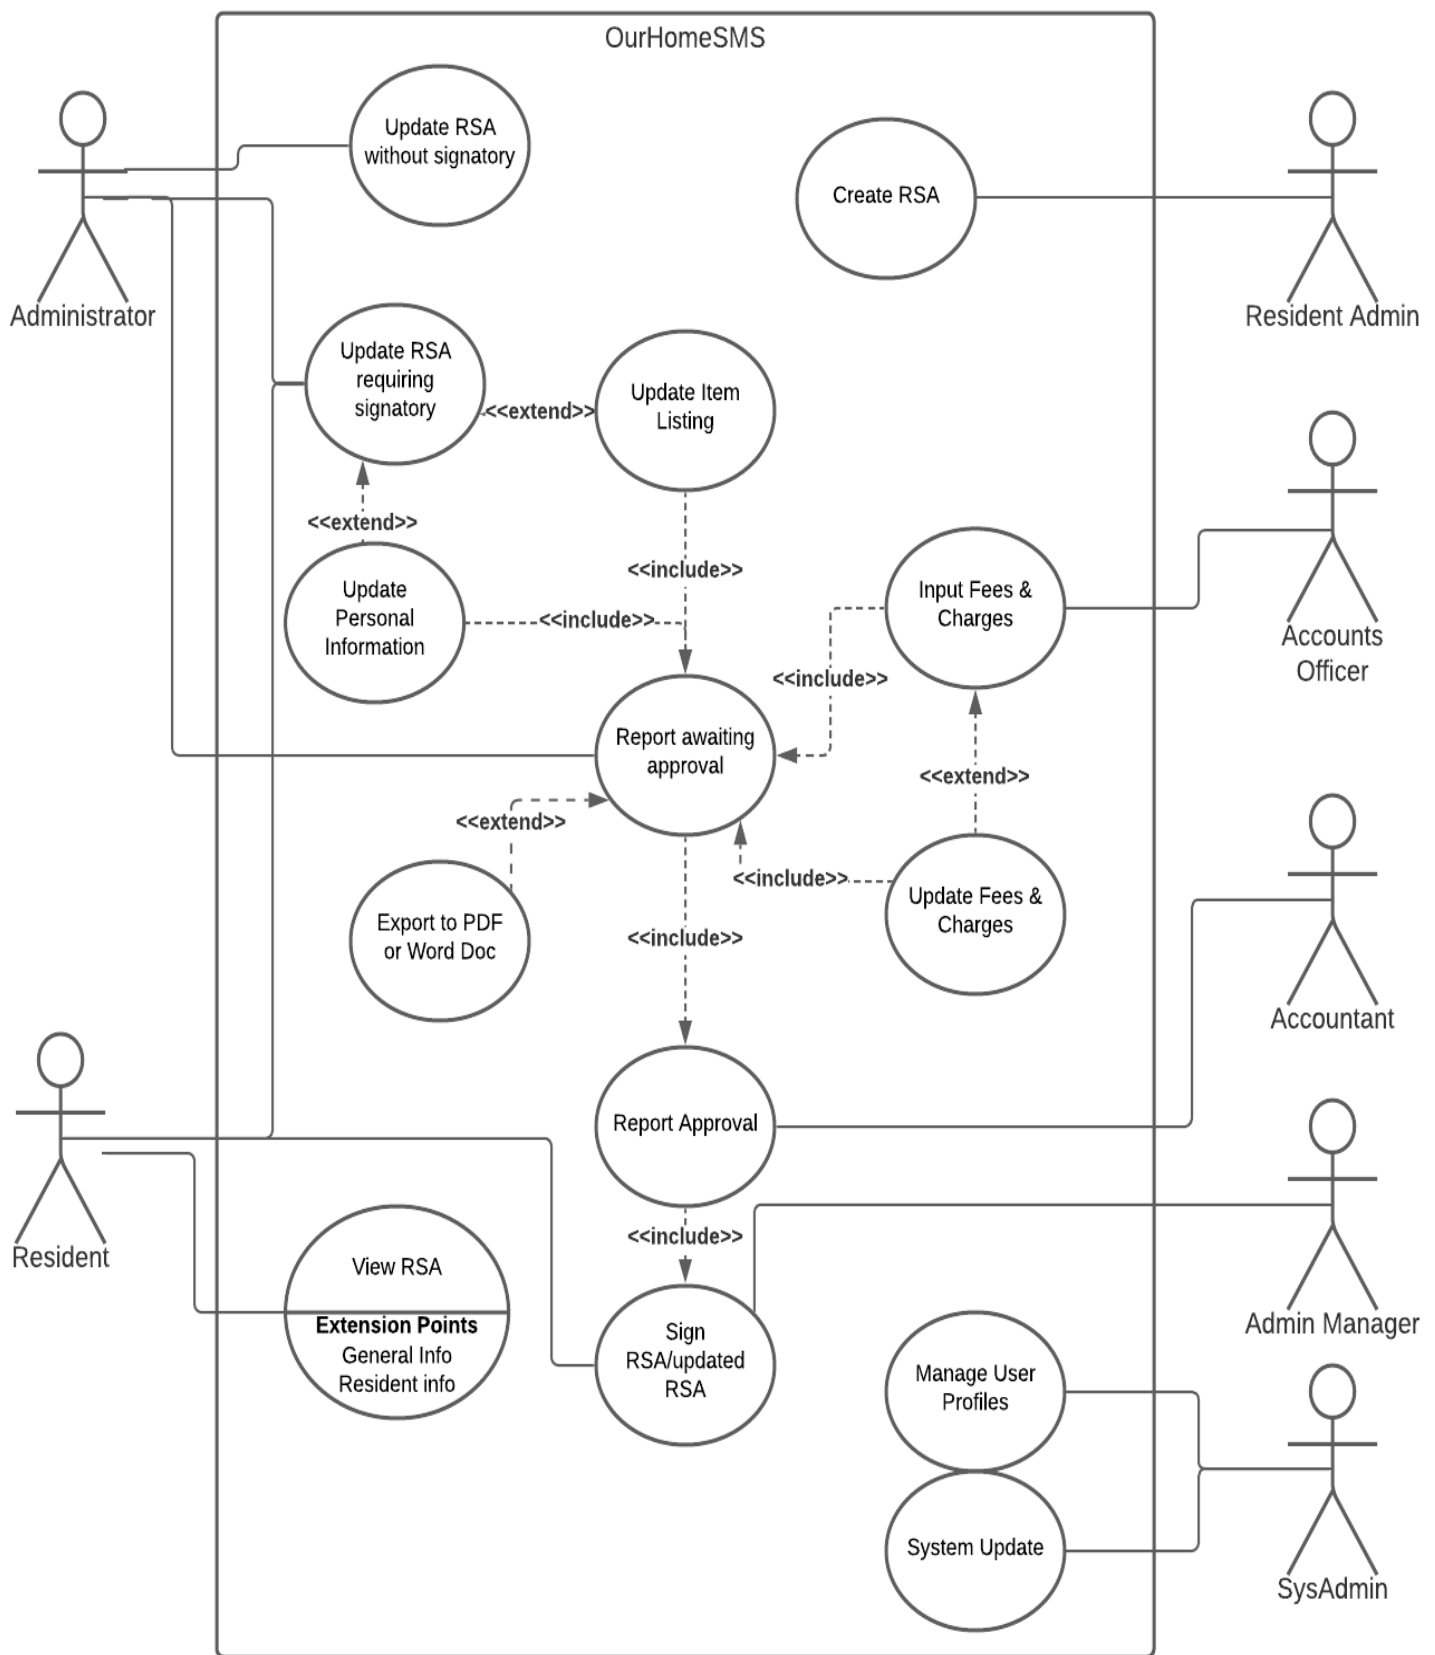 OurHomeSMS
Update RSA
without signatory
Create RSA
Administrator
Resident Admin
Update RSA
requiring
signatory
Update Item
Listing
<<extend>>
<<extend>>
<<include>>
Update
Personal
Information
<<include>>
Input Fees &
Charges
Accounts
Officer
<<include>>
Report awaiting
approval
<<extend>>
<<extend>>
<<include>>
Update Fees &
Charges
Export to PDF
or Word Doc
<<include>>
Accountant
Report Approval
<<include>>
Resident
View RSA
Extension Points
General Info
Resident info
Sign
RSA/updated
RSA
Admin Manager
Manage User
Profiles
System Update
SysAdmin